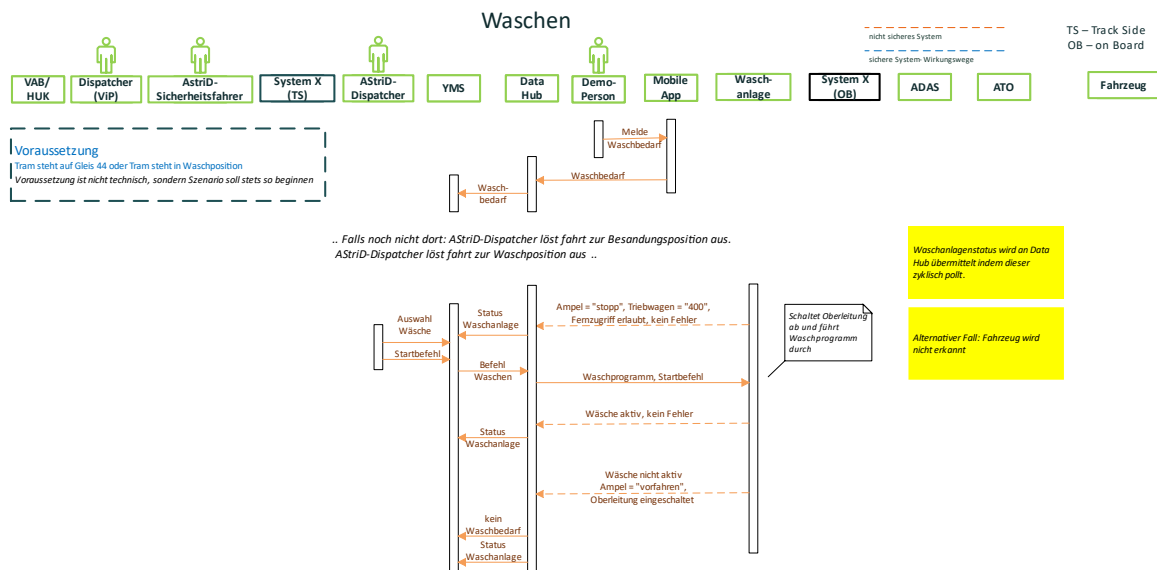 Waschen
nicht sicheres System
sichere System- Wirkungswege
TS – Track Side
OB – on Board
VAB/
HUK
Dispatcher
(ViP)
AstriD-
Sicherheitsfahrer
System X
(TS)
AStriD-
Dispatcher
YMS
Data
Hub
Demo-
Person
Mobile
App
Wasch-
anlage
System X
(OB)
ADAS
ATO
Fahrzeug
Voraussetzung
Tram steht auf Gleis 44 oder Tram steht in Waschposition
Voraussetzung ist nicht technisch, sondern Szenario soll stets so beginnen
Melde
Waschbedarf
Waschbedarf
Wasch-
bedarf
.. Falls noch nicht dort: AStriD-Dispatcher löst fahrt zur Besandungsposition aus.
AStriD-Dispatcher löst fahrt zur Waschposition aus ..
Waschanlagenstatus wird an Data
Hub übermittelt indem dieser
zyklisch pollt.
Ampel = "stopp", Triebwagen = "400",
Fernzugriff erlaubt, kein Fehler
Status
Waschanlage
Auswahl
Wäsche
Startbefehl
Schaltet Oberleitung
ab und führt
Waschprogramm
durch
Alternativer Fall: Fahrzeug wird
nicht erkannt
Befehl
Waschen
Waschprogramm, Startbefehl
Wäsche aktiv, kein Fehler
Status
Waschanlage
Wäsche nicht aktiv
Ampel = "vorfahren",
Oberleitung eingeschaltet
kein
Waschbedarf
Status
Waschanlage